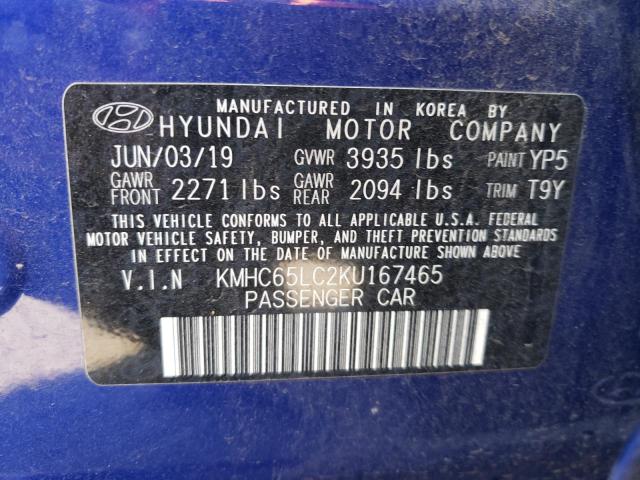 MANUFACTURED IN KOREA BY
HYUNDAI MOTOR COMPANY
JUN/03/19 GVWR 3935 lbs PAINT YP5
GAWR FRONT 2271 lbs GAWR REAR 2094 lbs TRIM T9Y
THIS VEHICLE CONFORMS TO ALL APPLICABLE U.S.A. FEDERAL
MOTOR VEHICLE SAFETY, BUMPER, AND THEFT PREVENTION STANDARDS
IN EFFECT ON THE DATE OF MANUFACTURE SHOWN ABOVE
V.I.N KMHC65LC2KU167465
PASSENGER CAR